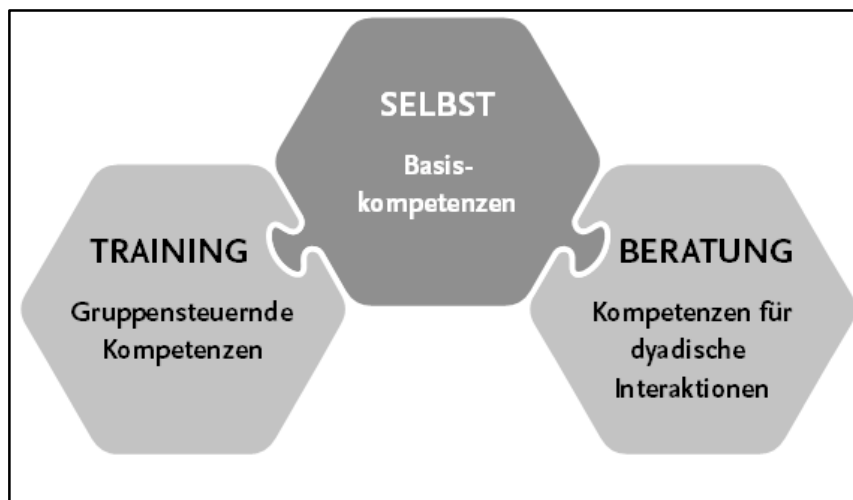 SELBST
Basis-
kompetenzen
TRAINING
Gruppensteuernde
Kompetenzen
BERATUNG
Kompetenzen für
dyadische
Interaktionen